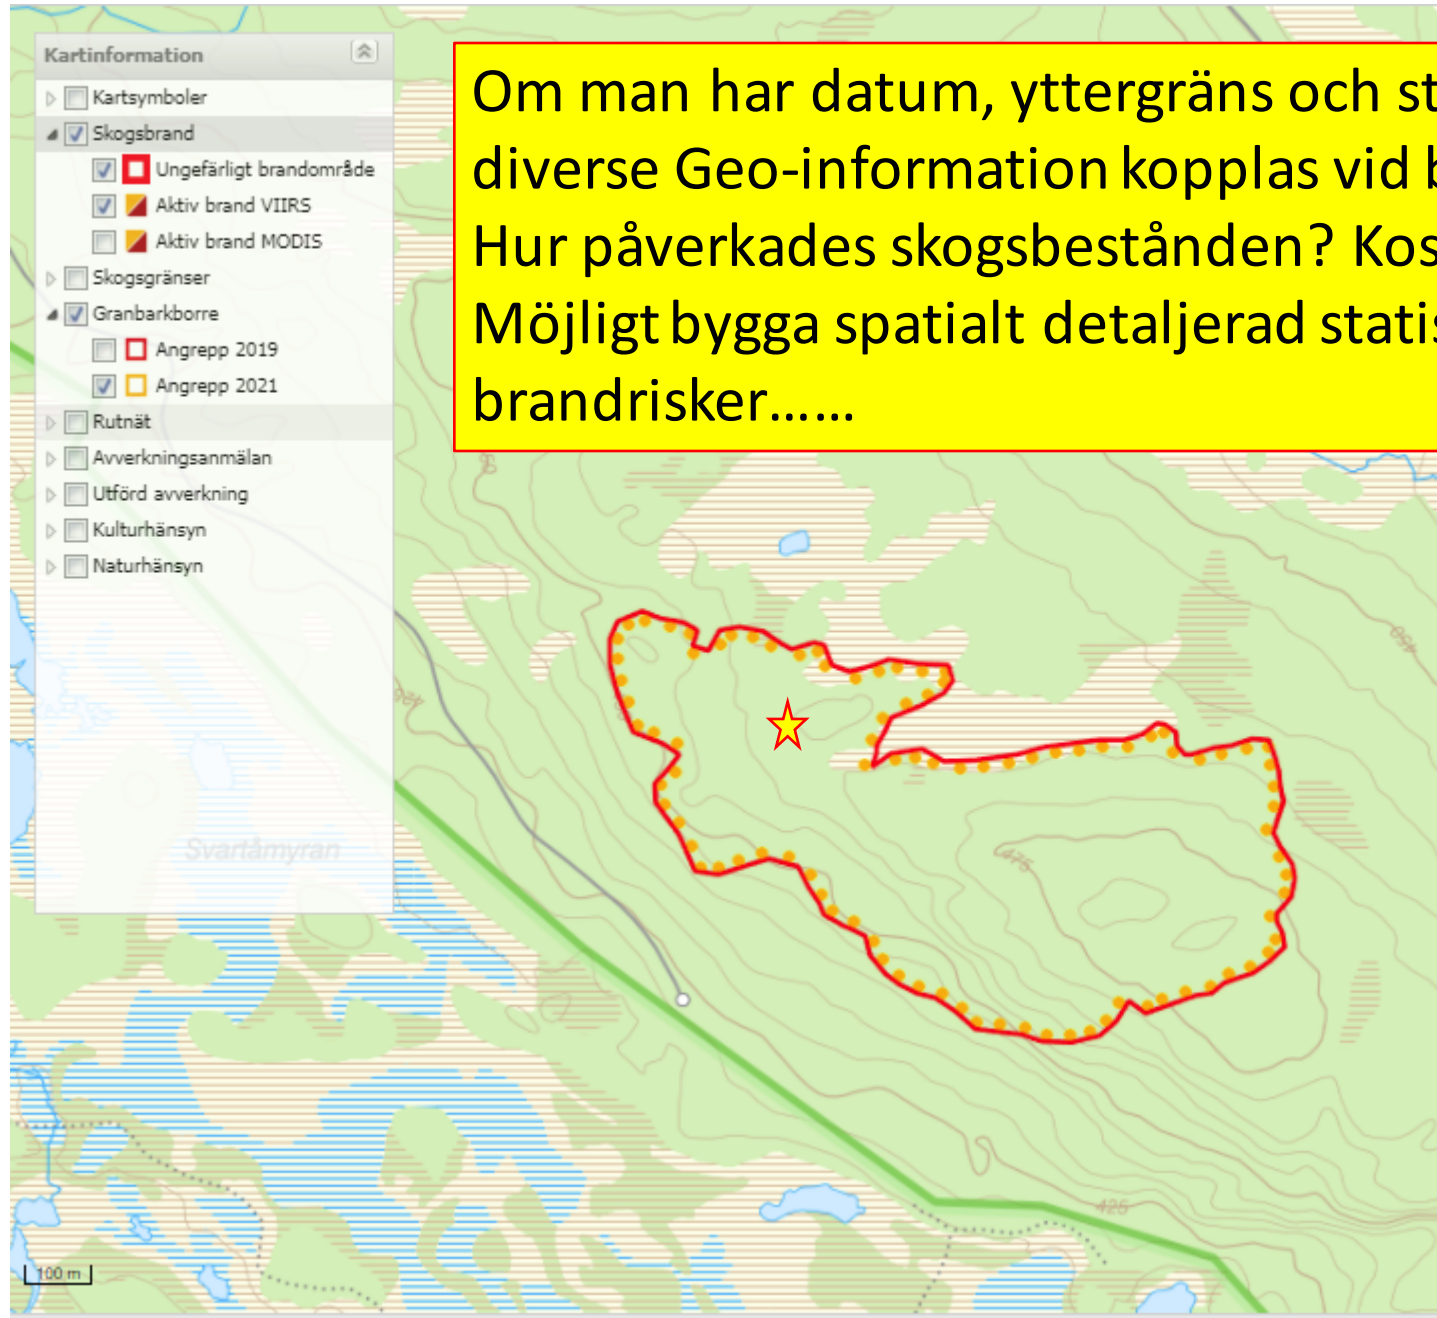 Kartinformation
Kartsymboler
Skogsbrand
Ungefärligt brandområde
Aktiv brand VIIRS
Aktiv brand MODIS
Skogsgränser
Granbarkborre
Angrepp 2019
Angrepp 2021
Rutnät
Avverkningsanmälan
Utförd avverkning
Kulturhänsyn
Naturhänsyn
Om man har datum, yttergräns och st
diverse Geo-information kopplas vid b
Hur påverkades skogsbestånden? Kos
Möjligt bygga spatialt detaljerad statis
brandrisker......
Svartåmyran
475
425
100 m